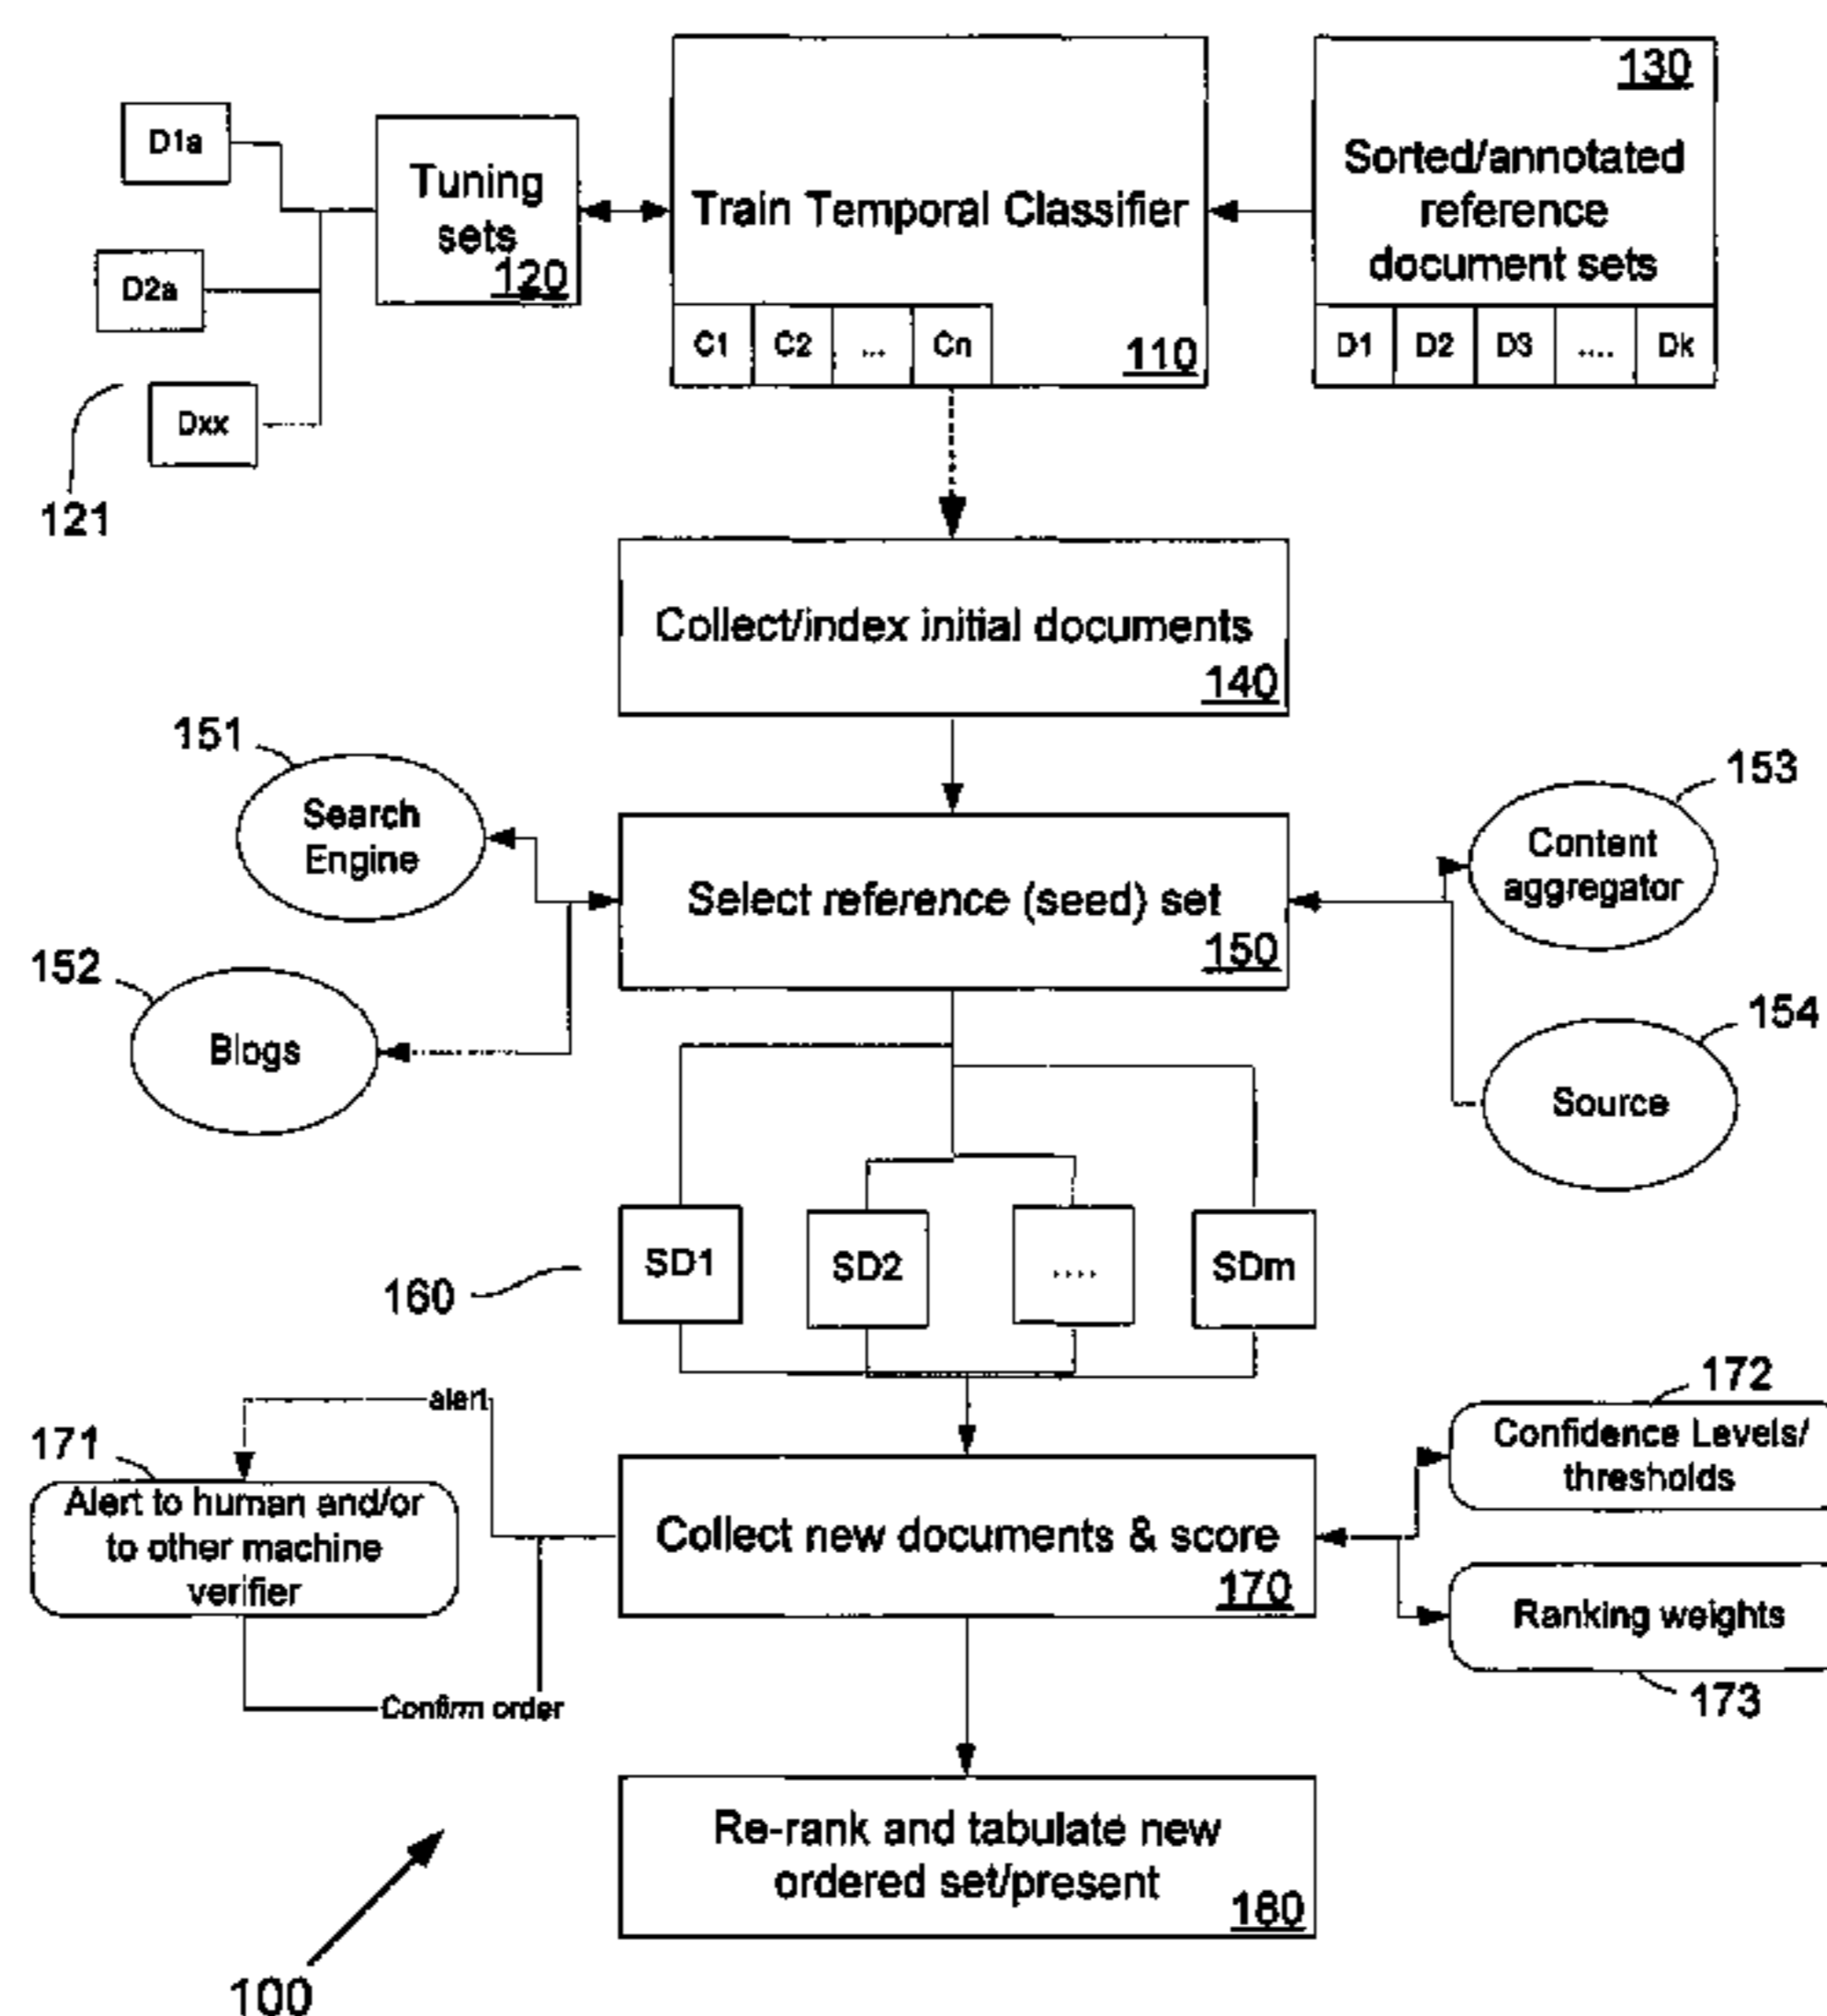 130
D1a
Tuning
sets
120
Train Temporal Classifier
Sorted/annotated
reference
document sets
D2a
C1 C2 ... Cn
110
D1 D2 D3 .... Dk
Dxx
121
Collect/index initial documents
140
151
Search
Engine
153
Content
aggregator
Select reference (seed) set
150
152
Blogs
154
Source
SD1 SD2 .... SDm
160
alert
172
Confidence Levels/
thresholds
171
Alert to human and/or
to other machine
verifier
Collect new documents & score
170
Ranking weights
173
Confirm order
Re-rank and tabulate new
ordered set/present
180
100